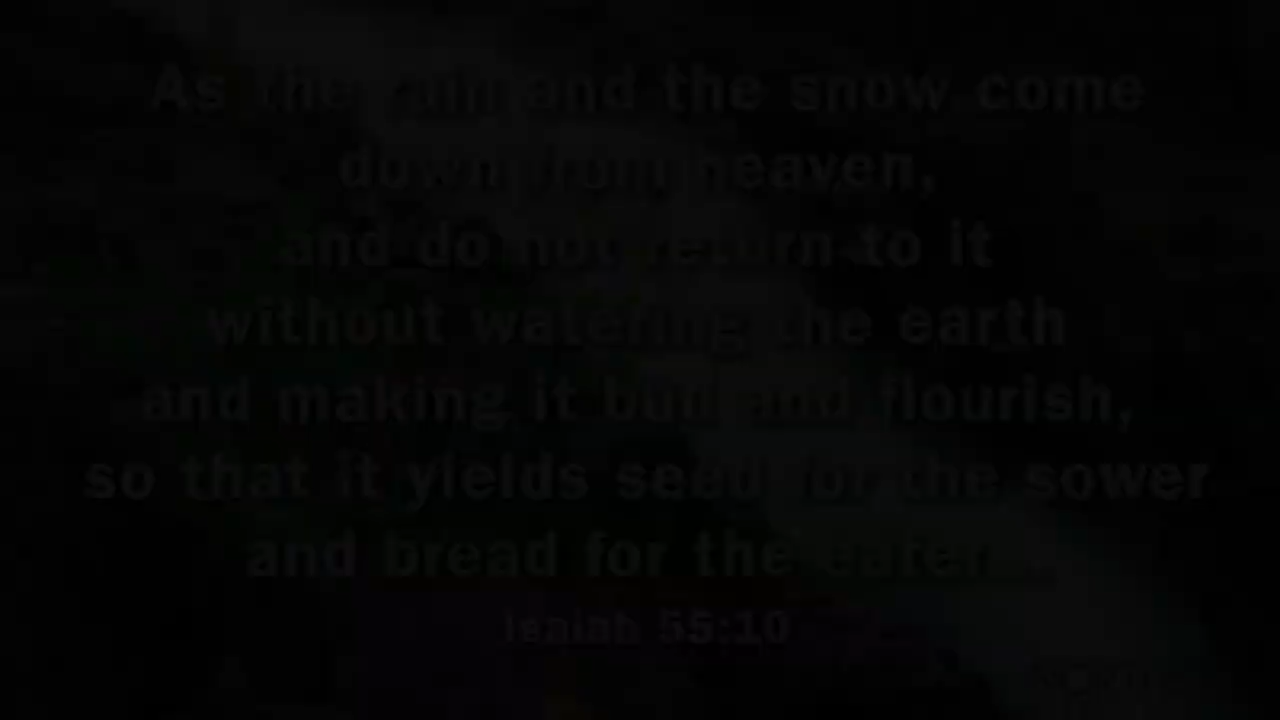 As the rain and the snow come
down from heaven,
and do not return to it
without watering the earth
and making it bud and flourish,
so that it yields seed for the sower
and bread for the eater
Isaiah 55:10